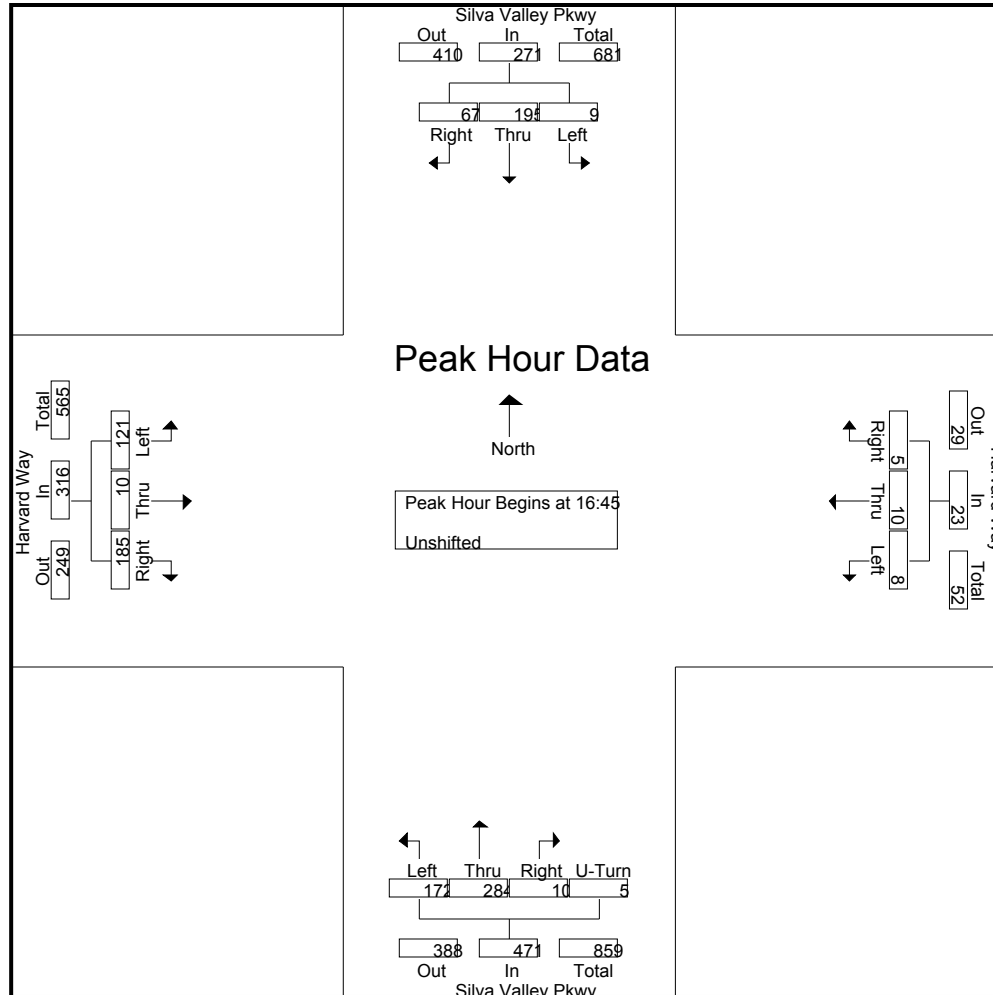 Silva Valley Pkwy
Out In Total
410 271 681
67 195 9
Right Thru Left
Peak Hour Data
North
Peak Hour Begins at 16:45
Unshifted
Harvard Way
Total In Out
565 316 249
121 10 185
Left Thru Right
Right Thru Left
5 10 8
29 23 52
Out In Total
Left Thru Right U-Turn
172 284 10 5
388 471 859
Out In Total
Silva Valley Pkwy